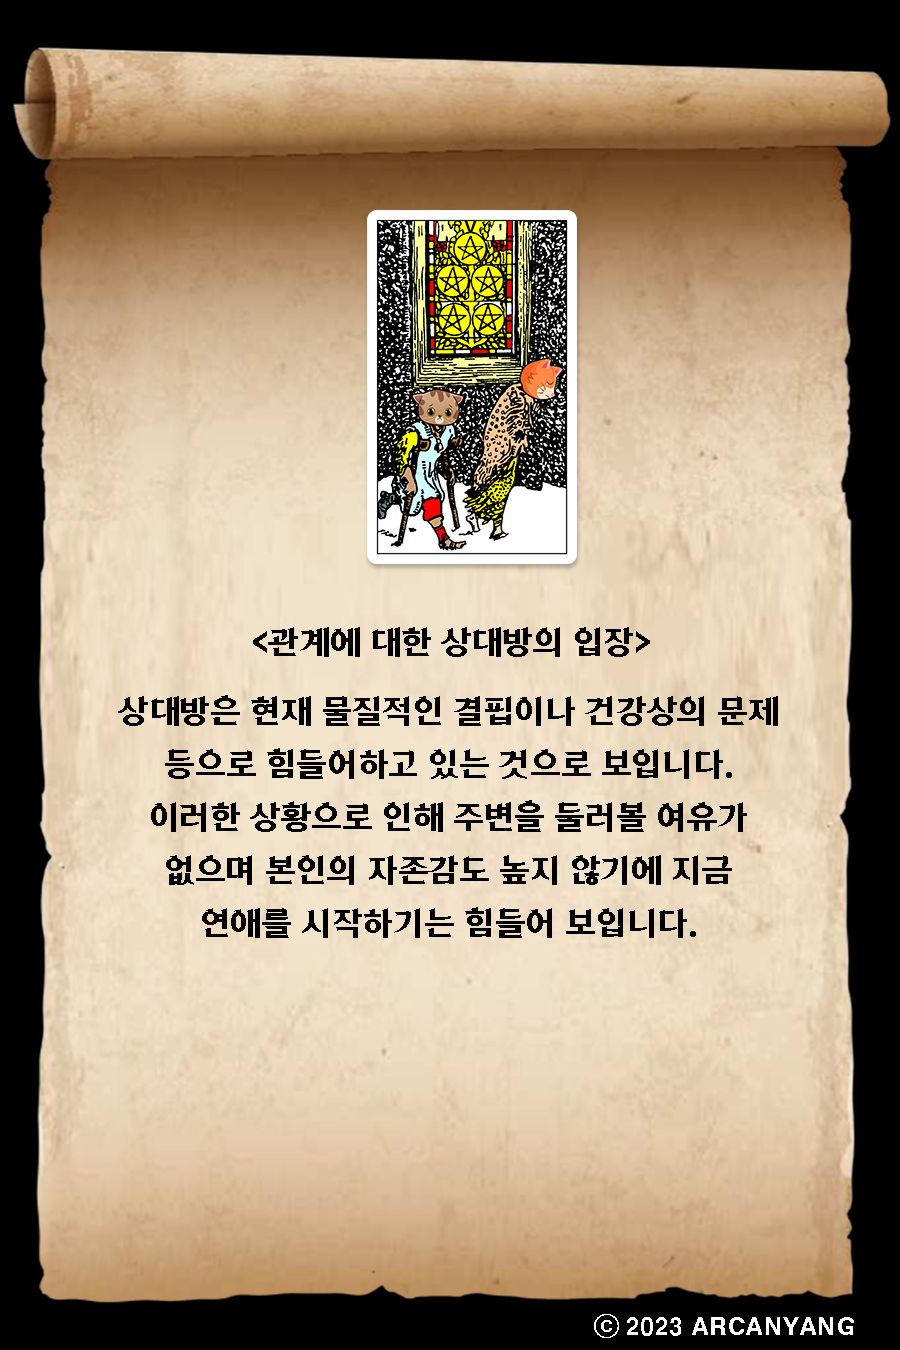 <관계에 대한 상대방의 입장>
상대방은 현재 물질적인 결핍이나 건강상의 문제
등으로 힘들어하고 있는 것으로 보입니다.
이러한 상황으로 인해 주변을 둘러볼 여유가
없으며 본인의 자존감도 높지 않기에 지금
연애를 시작하기는 힘들어 보입니다.
ⓒ 2023 ARCANYANG